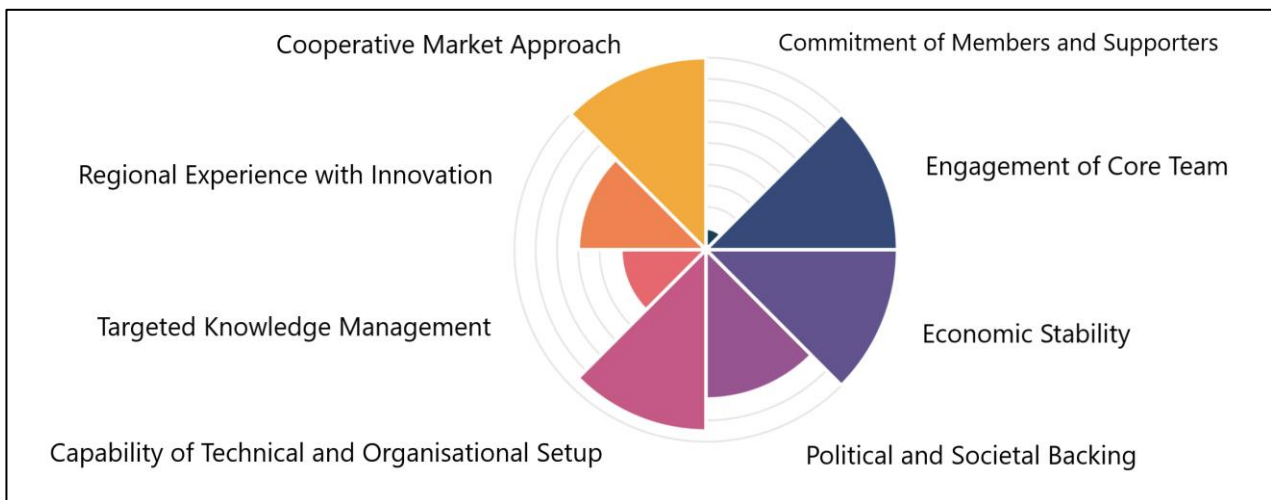 Cooperative Market Approach
Commitment of Members and Supporters
Regional Experience with Innovation
Engagement of Core Team
Targeted Knowledge Management
Economic Stability
Capability of Technical and Organisational Setup
Political and Societal Backing